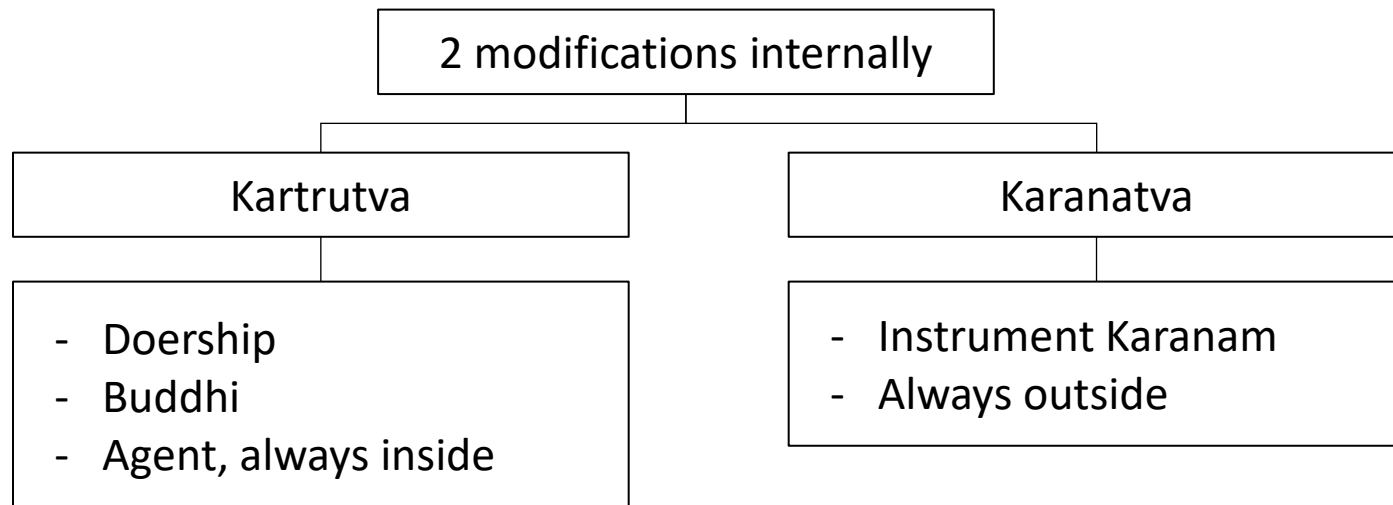 2 modifications internally
Kartrutva
Karanatva
- Doership
- Buddhi
- Agent, always inside
- Instrument Karanam
- Always outside